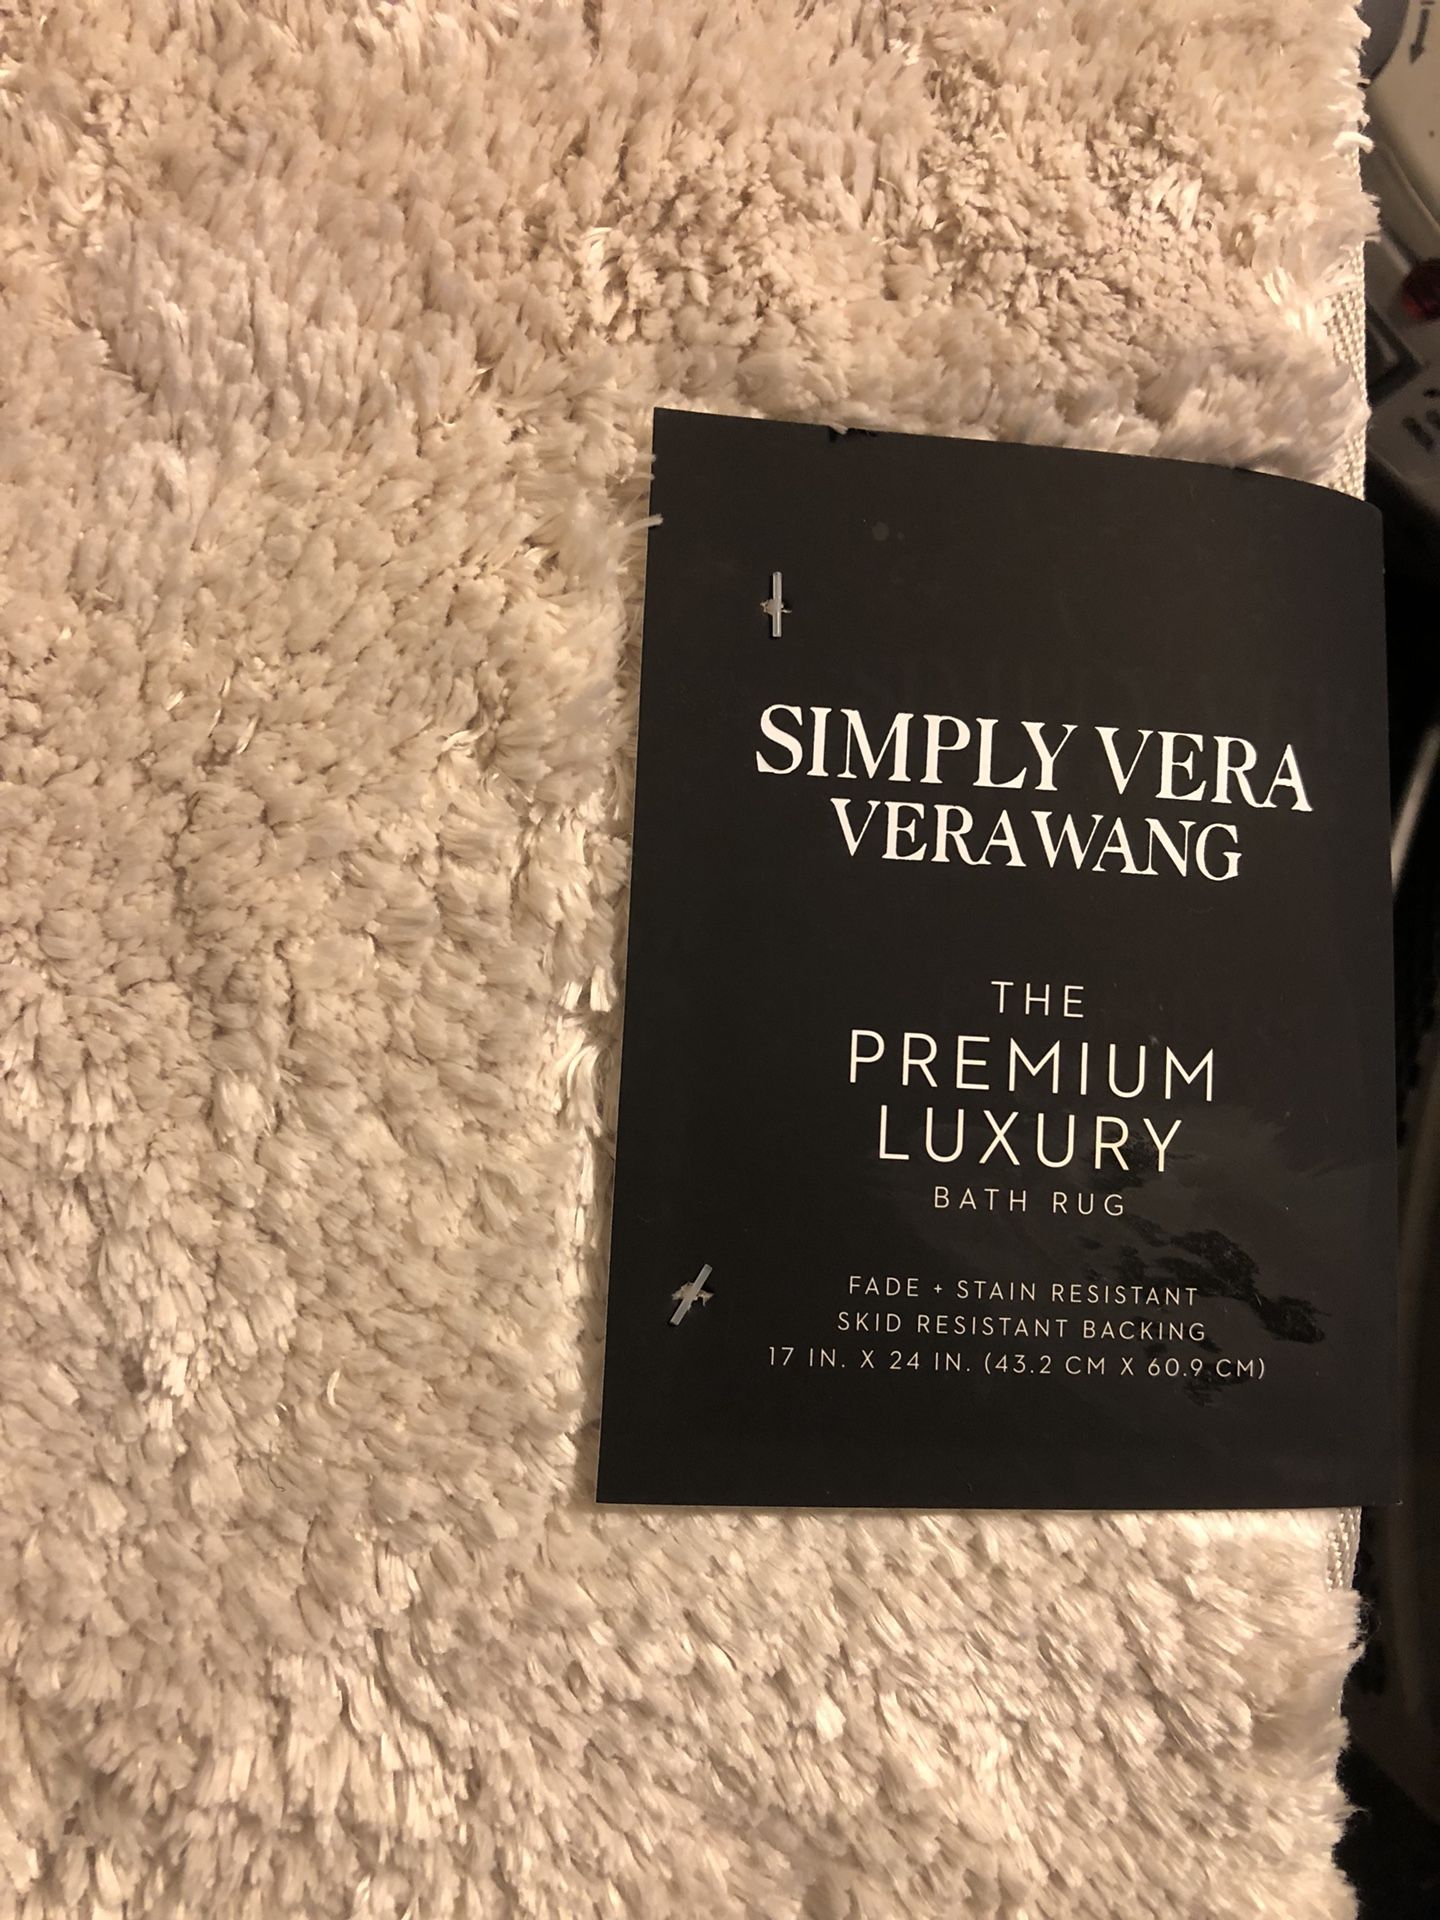 SIMPLY VERA
VERA WANG
THE
PREMIUM
LUXURY
BATH RUG
FADE + STAIN RESISTANT
SKID RESISTANT BACKING
17 IN. X 24 IN. (43.2 CM X 60.9 CM)